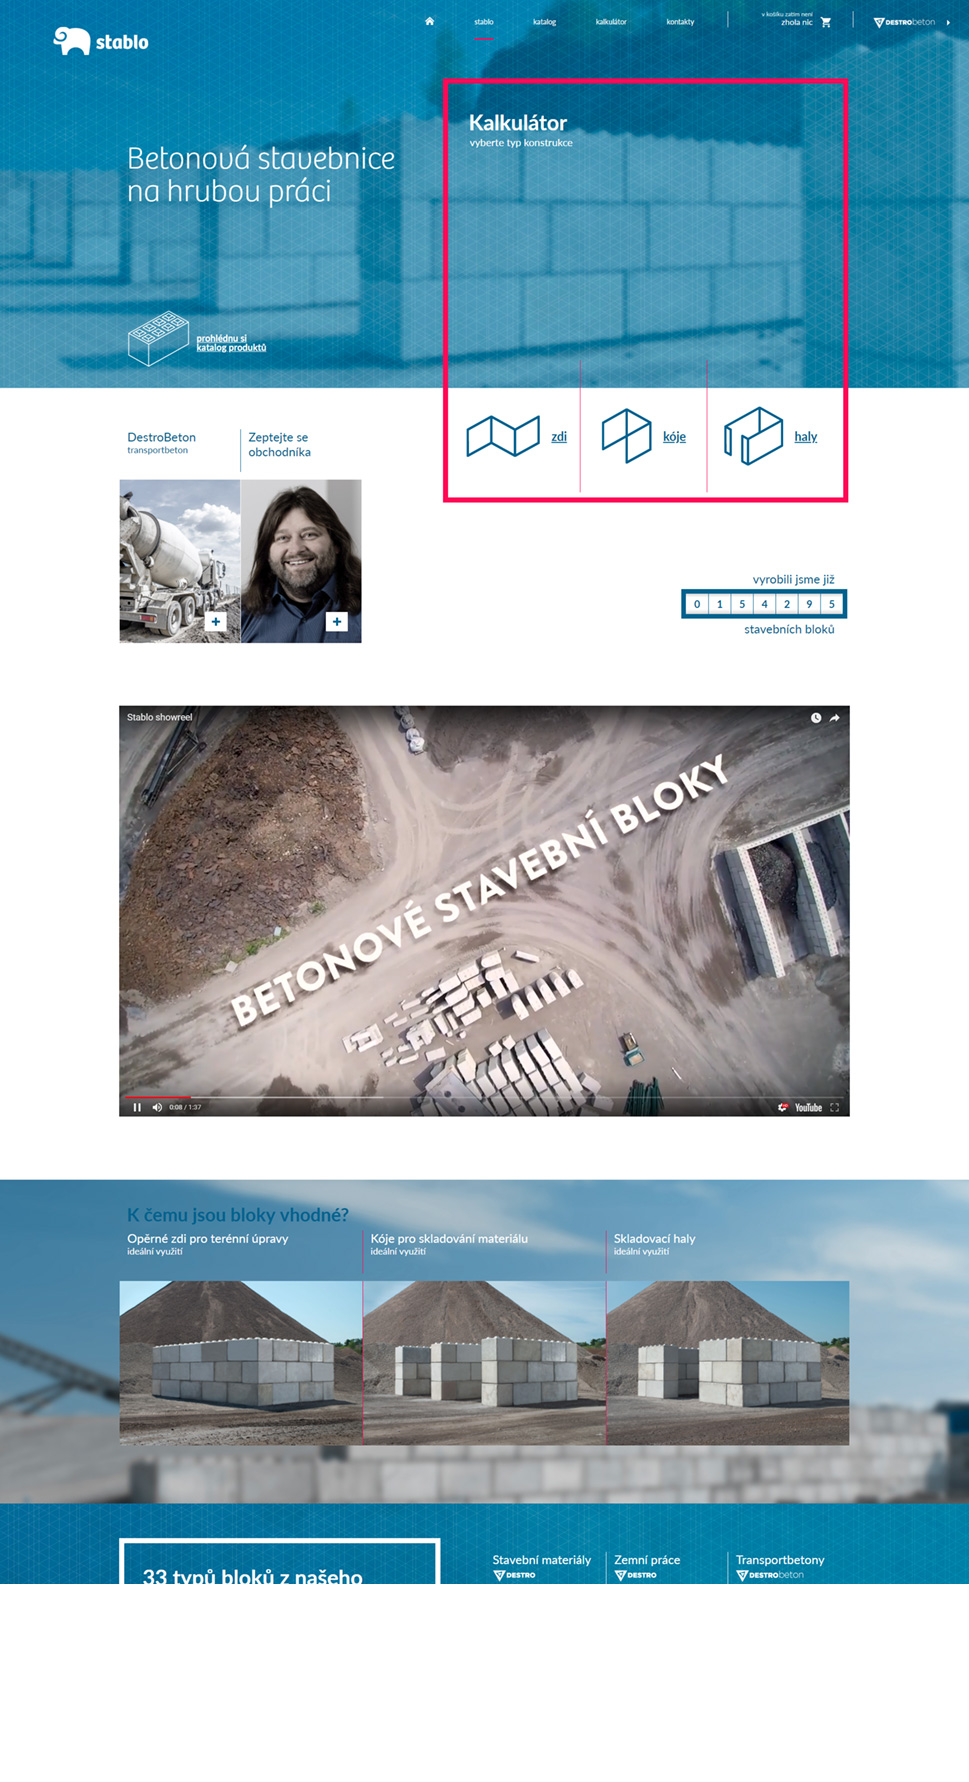 stablo
stablo
katalog
kalkulátor
kontakty
v košíku zatím není
zhola nic
DESTRObeton
Betonová stavebnice
na hrubou práci
prohlédnu si
katalog produktů
Kalkulátor
vyberte typ konstrukce
zdi
kóje
haly
DestroBeton
transportbeton
Zeptejte se
obchodníka
vyrobili jsme již
0 1 5 4 2 9 5
stavebních bloků
Stablo showreel
BETONOVÉ STAVEBNÍ BLOKY
0:08 / 1:37
YouTube
K čemu jsou bloky vhodné?
Opěrné zdi pro terénní úpravy
ideální využití
Kóje pro skladování materiálu
ideální využití
Skladovací haly
ideální využití
33 typů bloků z našeho
Stavební materiály
DESTRO
Zemní práce
DESTRO
Transportbetony
DESTRObeton